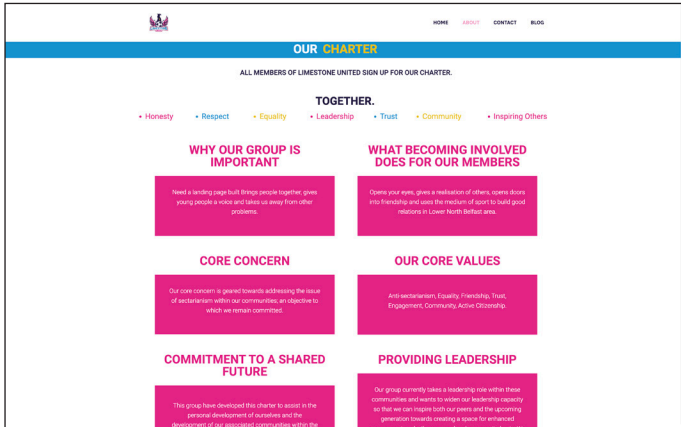 HOME ABOUT CONTACT BLOG
OUR CHARTER
ALL MEMBERS OF LIMESTONE UNITED SIGN UP FOR OUR CHARTER.
TOGETHER.
• Honesty • Respect • Equality • Leadership • Trust • Community • Inspiring Others
WHY OUR GROUP IS
IMPORTANT
Need a landing page built Brings people together, gives
young people a voice and takes us away from other
problems.
WHAT BECOMING INVOLVED
DOES FOR OUR MEMBERS
Opens your eyes, gives a realisation of others, opens doors
into friendship and uses the medium of sport to build good
relations in Lower North Belfast area.
CORE CONCERN
Our core concern is geared towards addressing the issue
of sectarianism within our communities; an objective to
which we remain committed.
OUR CORE VALUES
Anti-sectarianism, Equality, Friendship, Trust,
Engagement, Community, Active Citizenship.
COMMITMENT TO A SHARED
FUTURE
This group have developed this charter to assist in the
personal development of ourselves and the
development of our associated communities within the
PROVIDING LEADERSHIP
Our group currently takes a leadership role within these
communities and wants to widen our leadership capacity
so that we can inspire both our peers and the upcoming
generation towards creating a space for enhanced